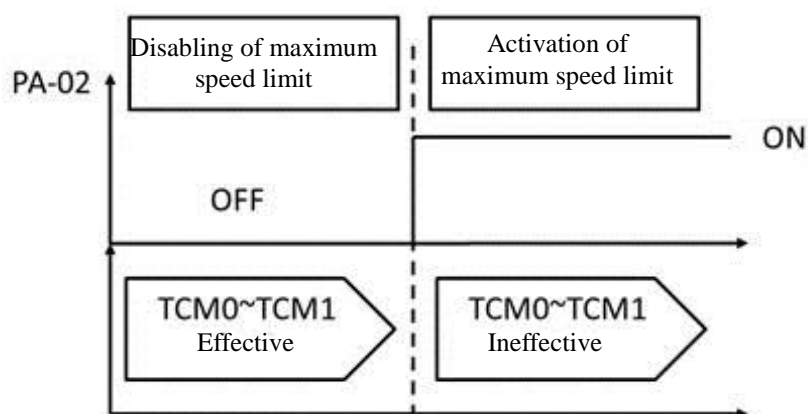 Disabling of maximum
speed limit
Activation of
maximum speed limit
PA-02
ON
OFF
TCM0~TCM1
Effective
TCM0~TCM1
Ineffective